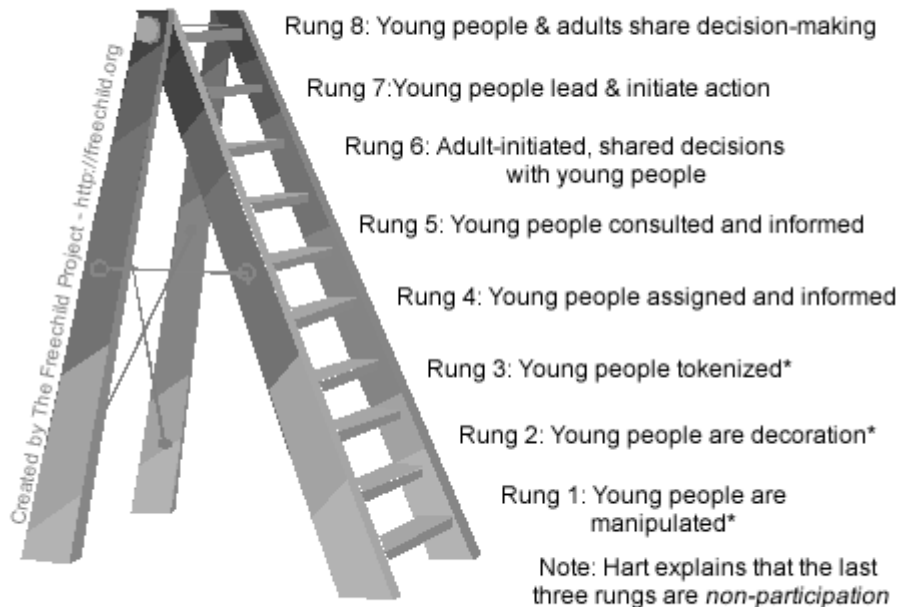 Rung 8: Young people & adults share decision-making
Rung 7:Young people lead & initiate action
Rung 6: Adult-initiated, shared decisions
with young people
Rung 5: Young people consulted and informed
Rung 4: Young people assigned and informed
Rung 3: Young people tokenized*
Rung 2: Young people are decoration*
Rung 1: Young people are
manipulated*
Note: Hart explains that the last
three rungs are non-participation
Created by The Freechild Project - http://freechild.org